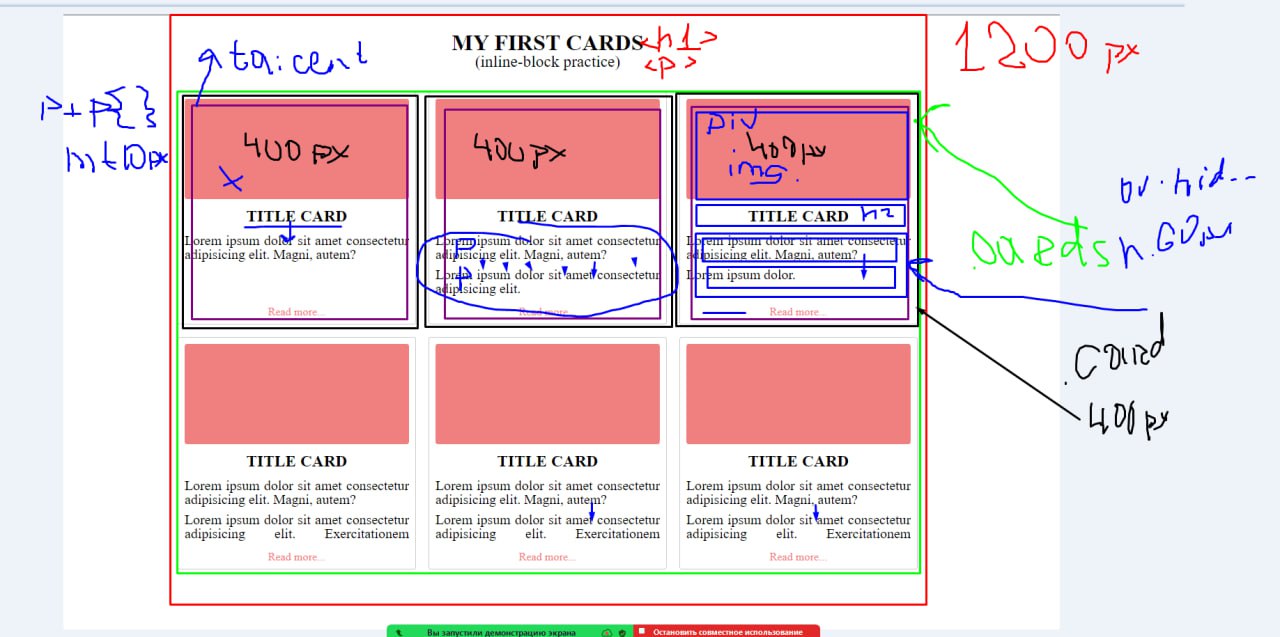 MY FIRST CARDS <h1>
(inline-block practice) <p>
1200 px
ta: cent
p+p{}
mt10px
400 px
400px
div
400px
img.
TITLE CARD
Lorem ipsum dolor sit amet consectetur
adipisicing elit. Magni, autem?
Read more...
TITLE CARD
Lorem ipsum dolor sit amet consectetur
adipisicing elit. Magni, autem?
Lorem ipsum dolor sit amet consectetur
adipisicing elit.
Read more...
P
P
TITLE CARD h2
Lorem ipsum dolor sit amet consectetur
adipisicing elit. Magni, autem?
Lorem ipsum dolor.
Read more...
ov.hid--
.cards
.card
400px
TITLE CARD
Lorem ipsum dolor sit amet consectetur
adipisicing elit. Magni, autem?
Lorem ipsum dolor sit amet consectetur
adipisicing elit. Exercitationem
Read more...
TITLE CARD
Lorem ipsum dolor sit amet consectetur
adipisicing elit. Magni, autem?
Lorem ipsum dolor sit amet consectetur
adipisicing elit. Exercitationem
Read more...
TITLE CARD
Lorem ipsum dolor sit amet consectetur
adipisicing elit. Magni, autem?
Lorem ipsum dolor sit amet consectetur
adipisicing elit. Exercitationem
Read more...
Вы запустили демонстрацию экрана
Остановить совместное использование